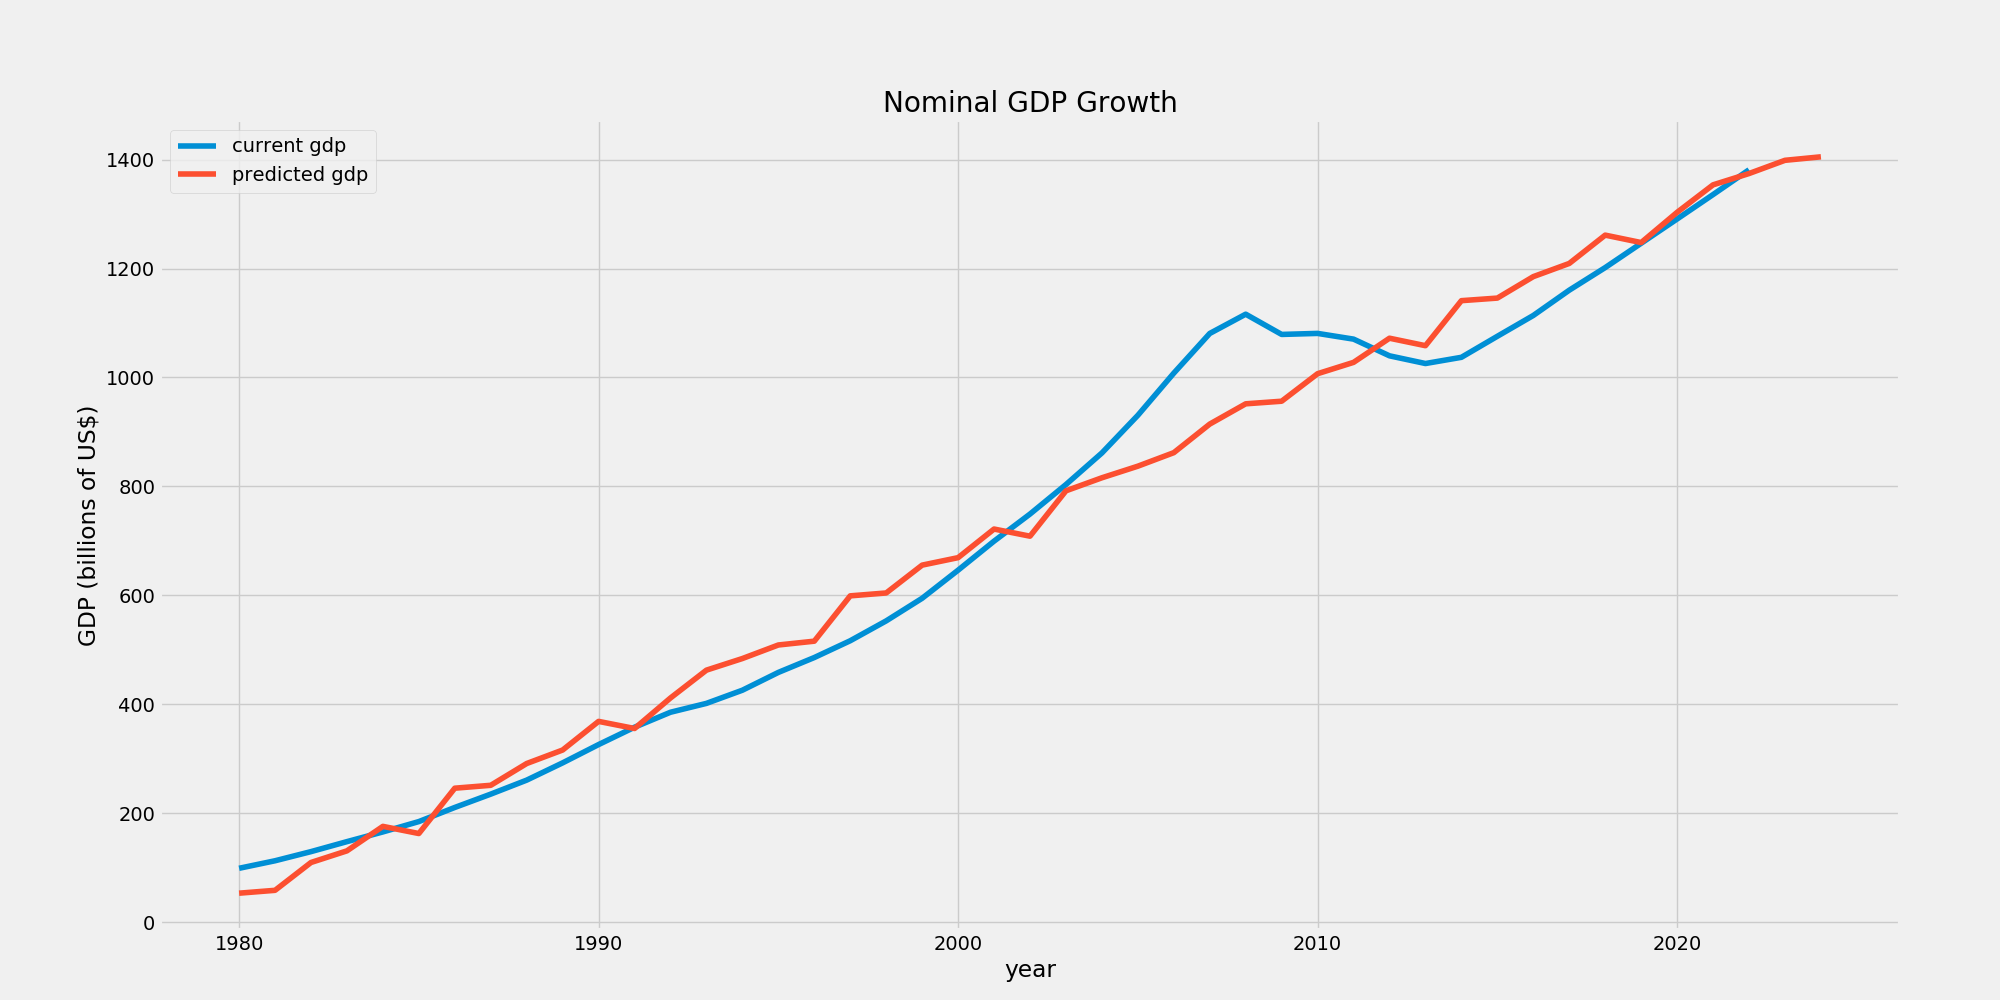 Nominal GDP Growth
current gdp
predicted gdp
1400
1200
1000
800
600
400
200
0
GDP (billions of US$)
1980 1990 2000 2010 2020
year